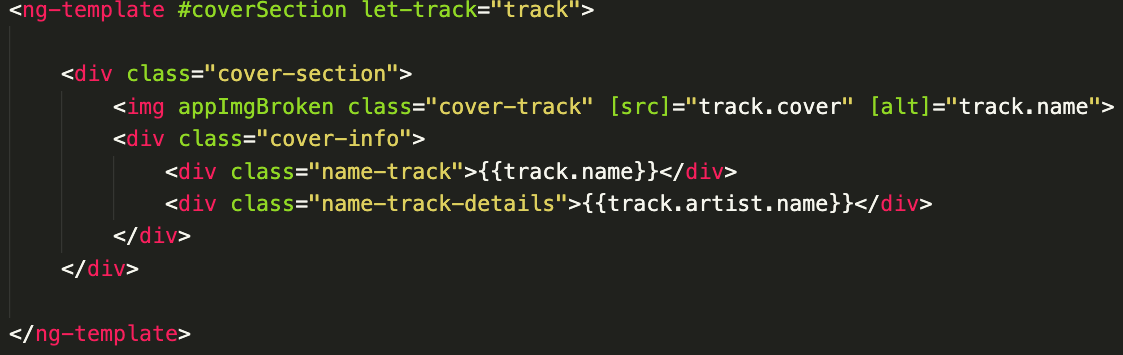 <ng-template #coverSection let-track="track">
<div class="cover-section">
<img appImgBroken class="cover-track" [src]="track.cover" [alt]="track.name">
<div class="cover-info">
<div class="name-track">{{track.name}}</div>
<div class="name-track-details">{{track.artist.name}}</div>
</div>
</div>
</ng-template>